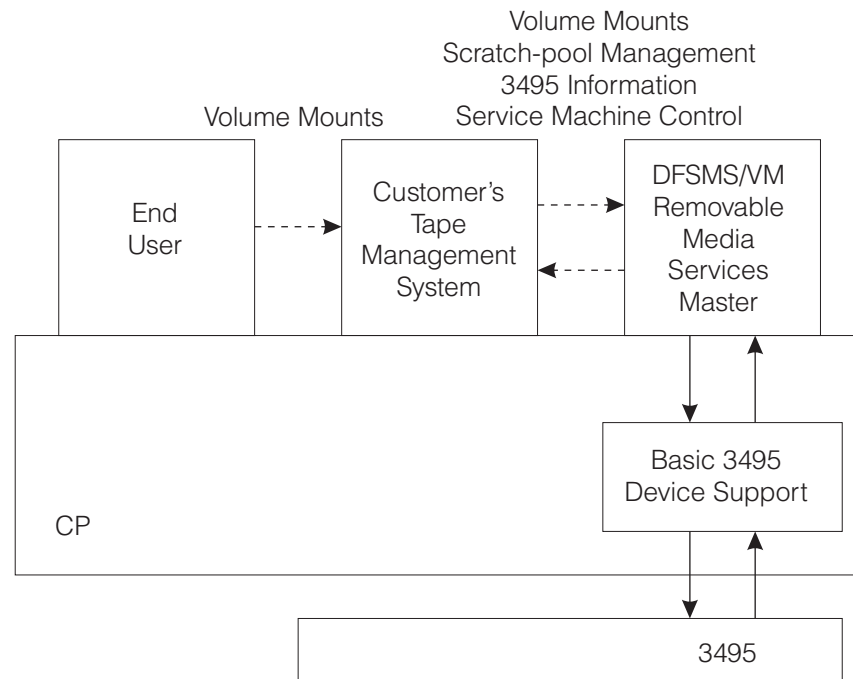 Volume Mounts
Scratch-pool Management
3495 Information
Service Machine Control
Volume Mounts
End
User
Customer's
Tape
Management
System
DFSMS/VM
Removable
Media
Services
Master
Basic 3495
Device Support
CP
3495